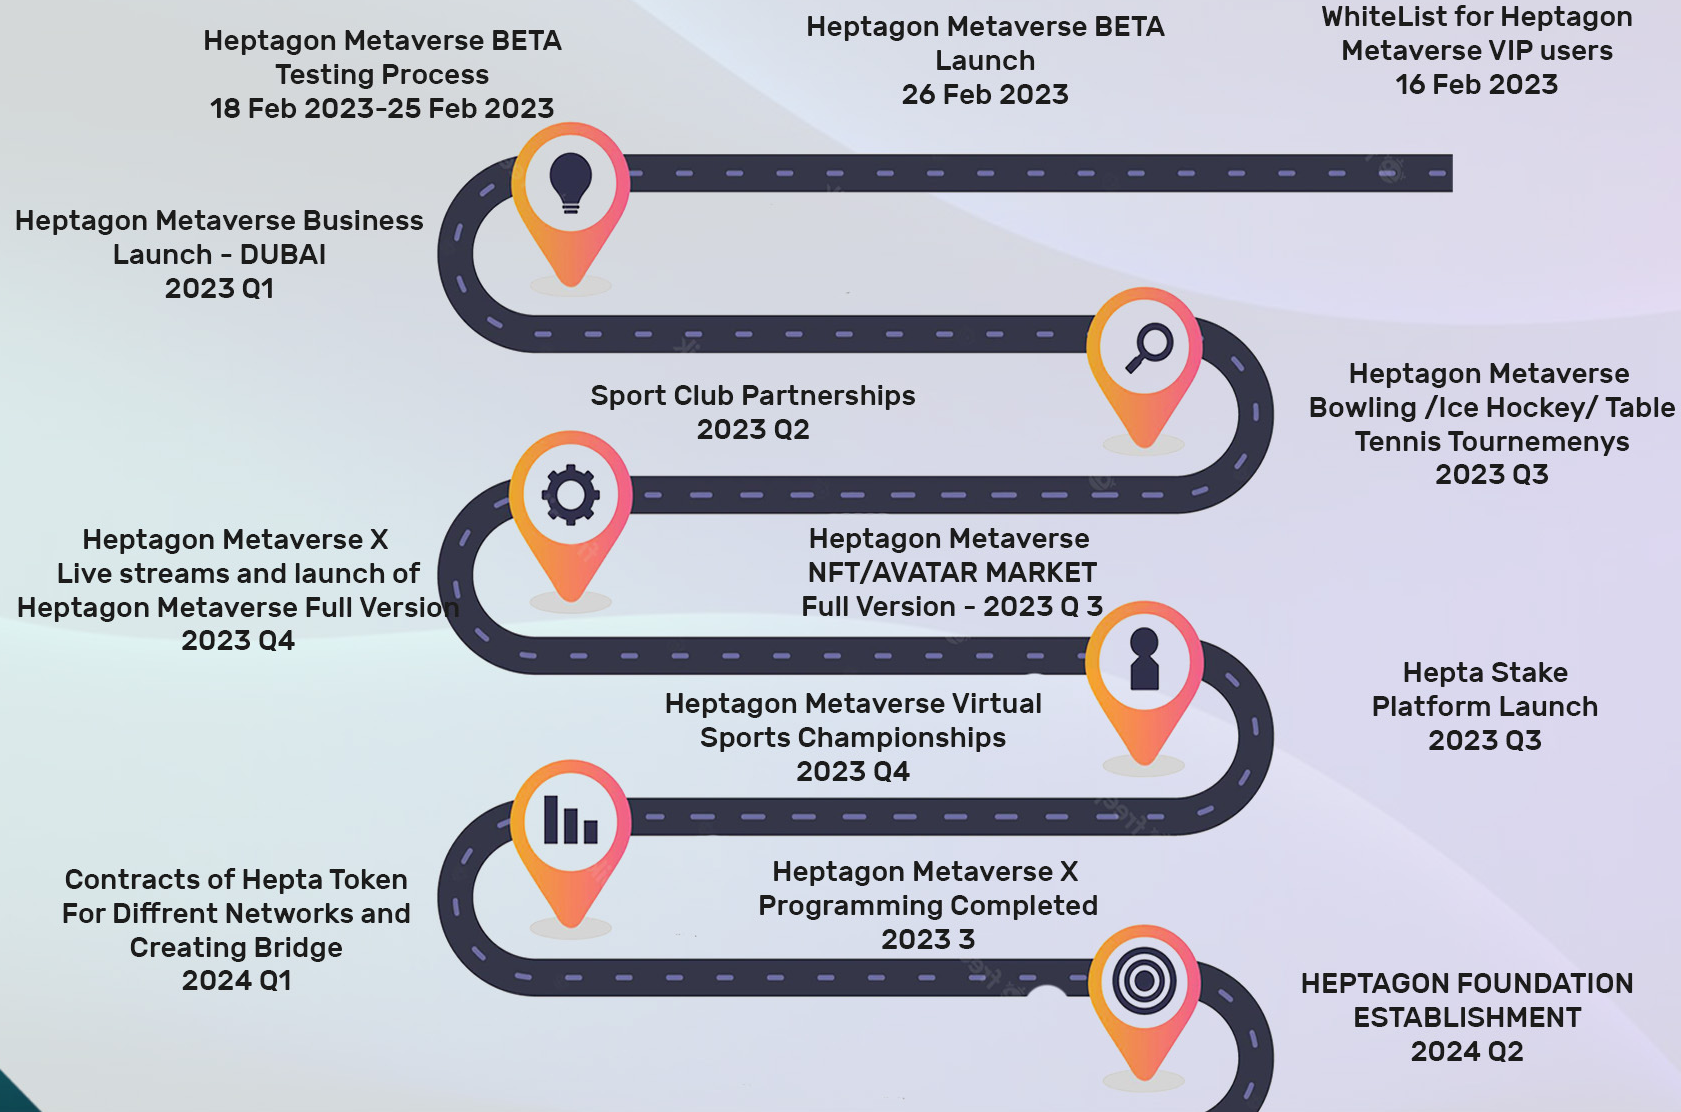 Heptagon Metaverse BETA
Testing Process
18 Feb 2023-25 Feb 2023
Heptagon Metaverse BETA
Launch
26 Feb 2023
WhiteList for Heptagon
Metaverse VIP users
16 Feb 2023
Heptagon Metaverse Business
Launch - DUBAI
2023 Q1
Sport Club Partnerships
2023 Q2
Heptagon Metaverse
Bowling /Ice Hockey/ Table
Tennis Tournemenys
2023 Q3
Heptagon Metaverse X
Live streams and launch of
Heptagon Metaverse Full Version
2023 Q4
Heptagon Metaverse
NFT/AVATAR MARKET
Full Version - 2023 Q 3
Heptagon Metaverse Virtual
Sports Championships
2023 Q4
Hepta Stake
Platform Launch
2023 Q3
Contracts of Hepta Token
For Diffrent Networks and
Creating Bridge
2024 Q1
Heptagon Metaverse X
Programming Completed
2023 3
HEPTAGON FOUNDATION
ESTABLISHMENT
2024 Q2